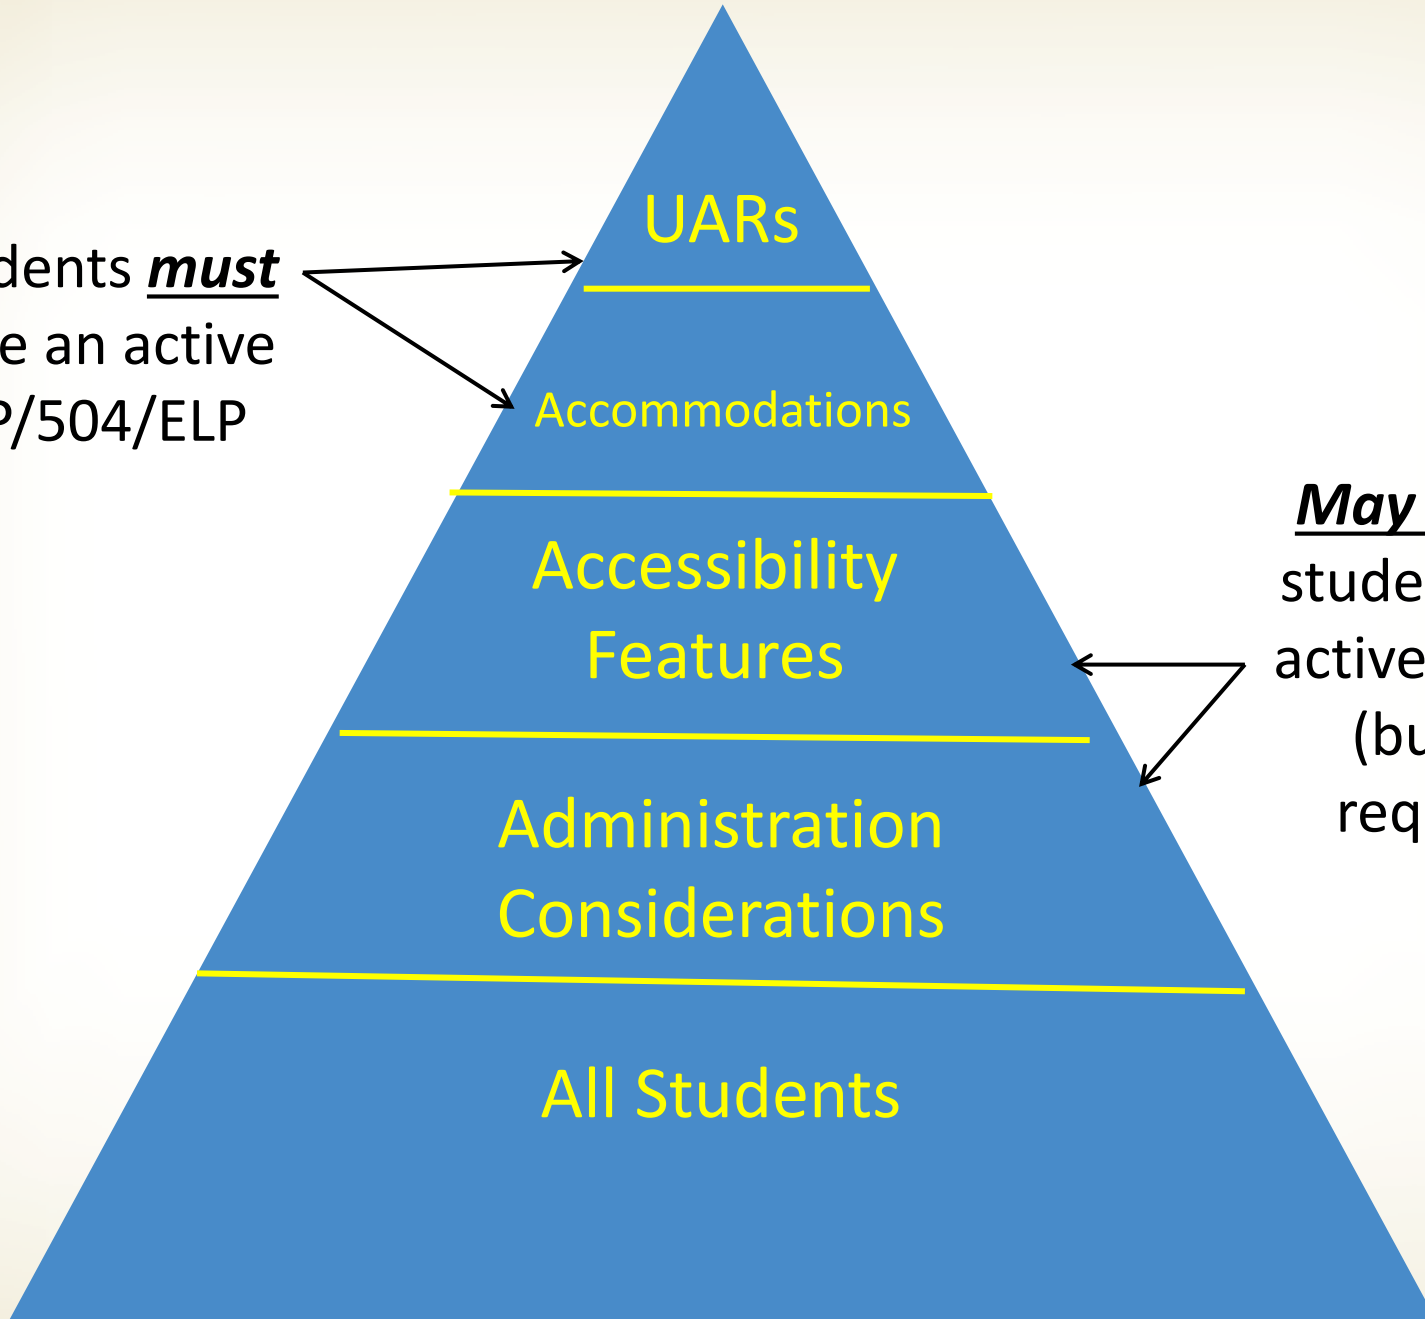 UARs
dents must
e an active
P/504/ELP
Accommodations
May
stude
active
(bu
req
Accessibility
Features
Administration
Considerations
All Students